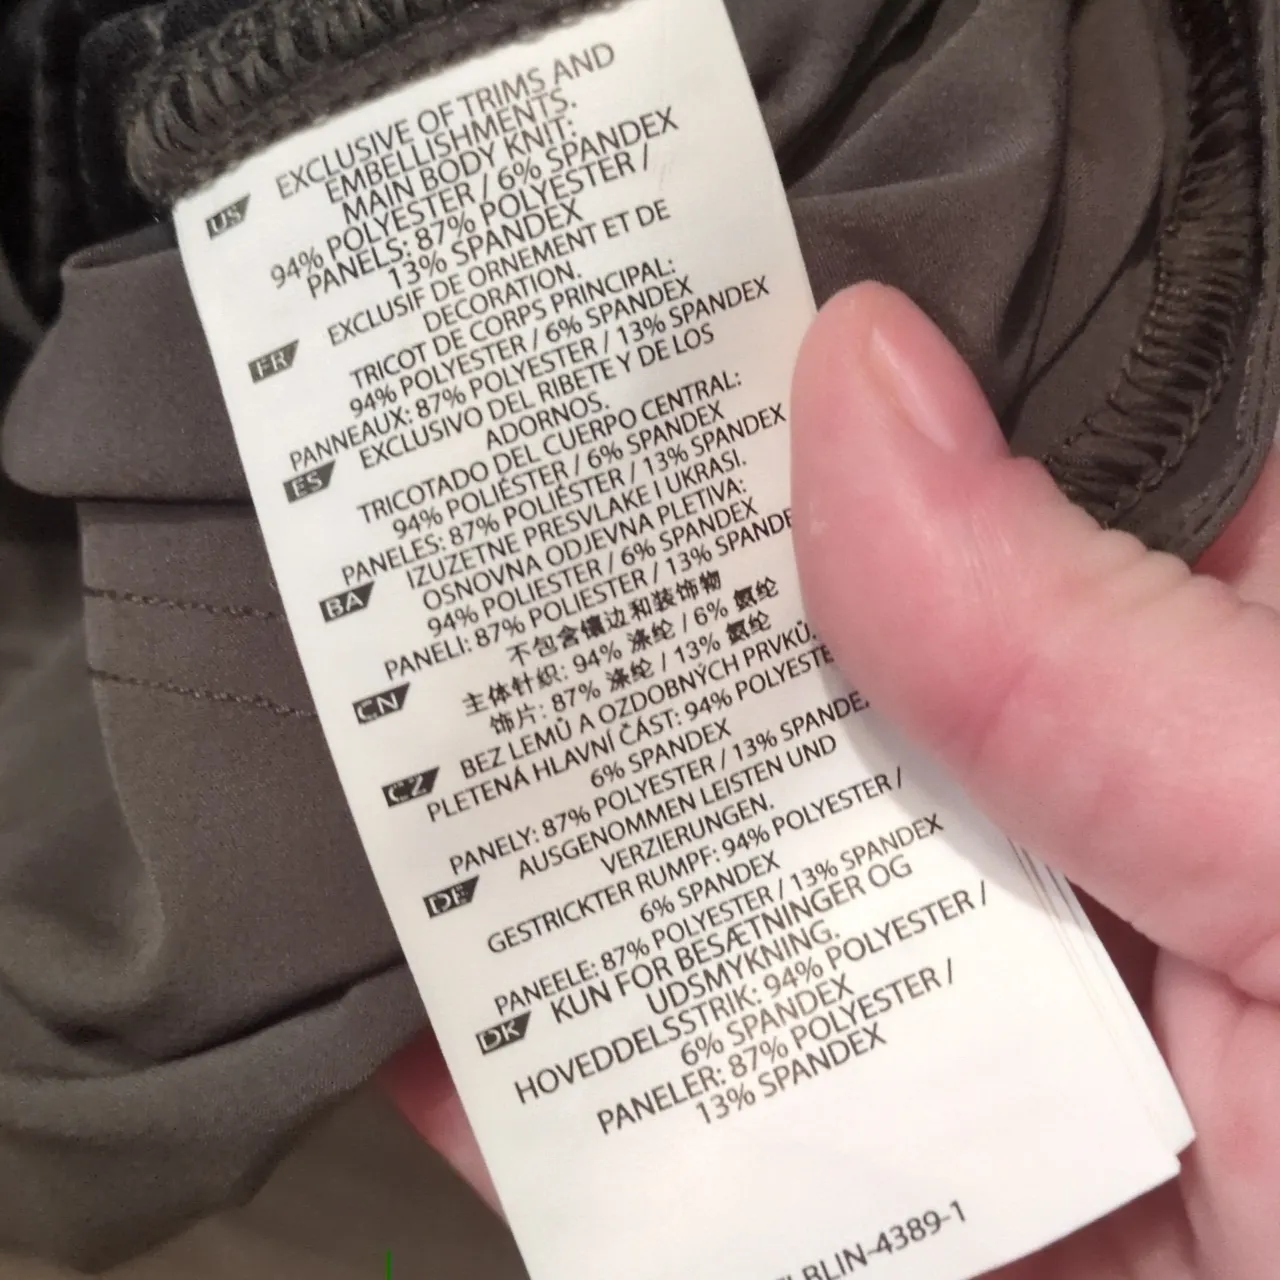 US EXCLUSIVE OF TRIMS AND
EMBELLISHMENTS.
MAIN BODY KNIT:
94% POLYESTER / 6% SPANDEX
PANELS: 87% POLYESTER /
13% SPANDEX
FR EXCLUSIF DE ORNEMENT ET DE
DECORATION.
TRICOT DE CORPS PRINCIPAL:
94% POLYESTER / 6% SPANDEX
PANNEAUX: 87% POLYESTER / 13% SPANDEX
ES EXCLUSIVO DEL RIBETE Y DE LOS
ADORNOS.
TRICOTADO DEL CUERPO CENTRAL:
94% POLIÉSTER / 6% SPANDEX
PANELES: 87% POLIÉSTER / 13% SPANDEX
BA IZUZETNE PRESVLAKE I UKRASI.
OSNOVNA ODJEVNA PLETIVA:
94% POLIESTER / 6% SPANDEX
PANELI: 87% POLIESTER / 13% SPANDE
CN 不包含镶边和装饰物
主体针织: 94% 涤纶 / 6% 氨纶
饰片: 87% 涤纶 / 13% 氨纶
CZ BEZ LEMŮ A OZDOBNÝCH PRVKŮ.
PLETENÁ HLAVNÍ ČÁST: 94% POLYESTE
6% SPANDEX
PANELY: 87% POLYESTER / 13% SPANDE
DE AUSGENOMMEN LEISTEN UND
VERZIERUNGEN.
GESTRICKTER RUMPF: 94% POLYESTER /
6% SPANDEX
PANEELE: 87% POLYESTER / 13% SPANDEX
DK KUN FOR BESÆTNINGER OG
UDSMYKNING.
HOVEDDELSSTRIK: 94% POLYESTER /
6% SPANDEX
PANELER: 87% POLYESTER /
13% SPANDEX
BLIN-4389-1